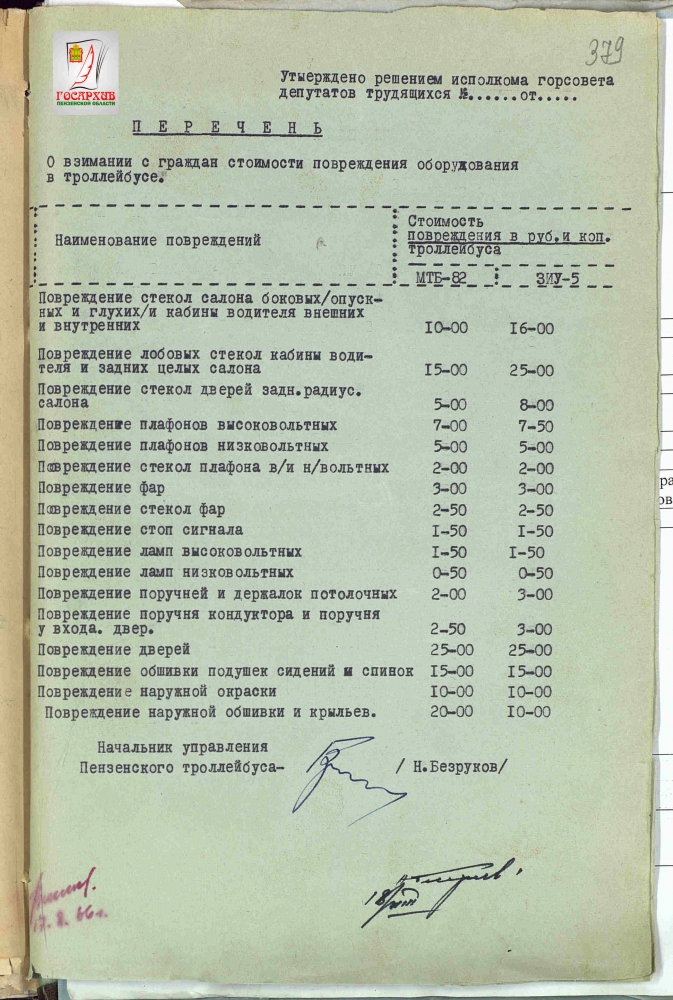 379
ГОСАРХИВ
ПЕНЗЕНСКОЙ ОБЛАСТИ
Утверждено решением исполкома горсовета
депутатов трудящихся №......от.....
П Е Р Е Ч Е Н Ь
О взимании с граждан стоимости повреждения оборудования
в троллейбусе.
Наименование повреждений
Стоимость
повреждения в руб.и коп.
троллейбуса
МТБ-82 : ЗИУ-5
Повреждение стекол салона боковых/опуск-
ных и глухих/и кабины водителя внешних
и внутренних 10-00 16-00
Повреждение лобовых стекол кабины води-
теля и задних целых салона 15-00 25-00
Повреждение стекол дверей задн.радиус.
салона 5-00 8-00
Повреждение плафонов высоковольтных 7-00 7-50
Повреждение плафонов низковольтных 5-00 5-00
Повреждение стекол плафона в/и н/вольтных 2-00 2-00
Повреждение фар 3-00 3-00
Повреждение стекол фар 2-50 2-50
Повреждение стоп сигнала 1-50 1-50
Повреждение ламп высоковольтных 1-50 1-50
Повреждение ламп низковольтных 0-50 0-50
Повреждение поручней и держалок потолочных 2-00 3-00
Повреждение поручня кондуктора и поручня
у входа. двер. 2-50 3-00
Повреждение дверей 25-00 25-00
Повреждение обшивки подушек сидений и спинок 15-00 15-00
Повреждение наружной окраски 10-00 10-00
Повреждение наружной обшивки и крыльев. 20-00 10-00
Начальник управления
Пензенского троллейбуса- / Н.Безруков/
18/VIII
17.8.66г.
ра
ов